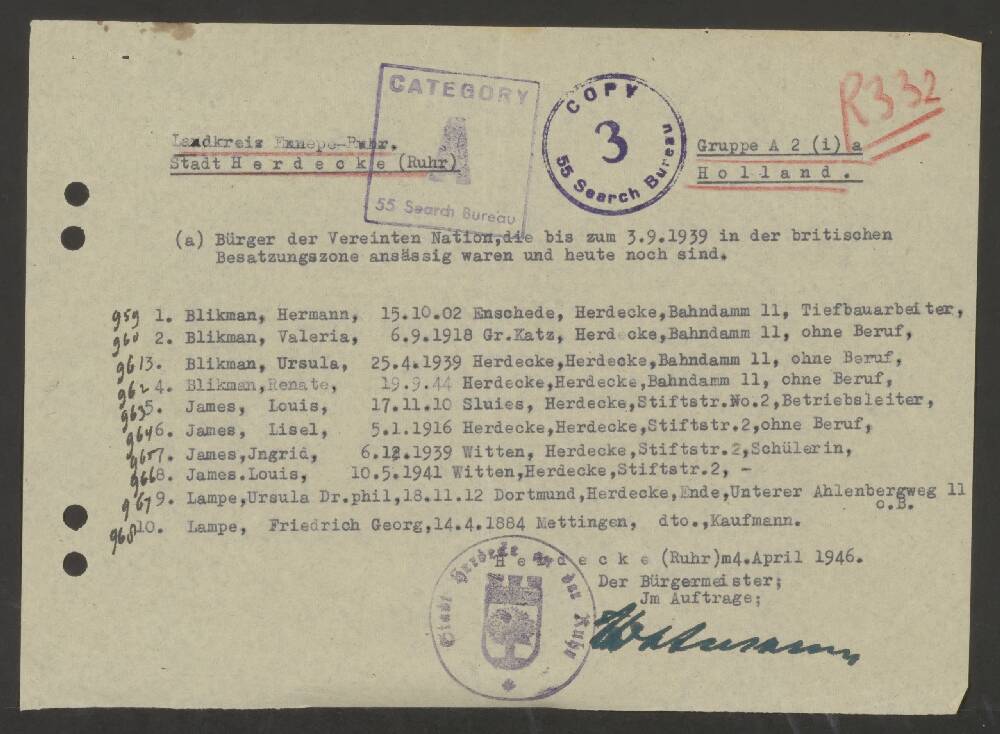 R332
CATEGORY
A
55 Search Bureau
COPY
3
55 Search Bureau
Landkreis Ennepe-Ruhr.
Stadt Herdecke (Ruhr)
Gruppe A 2 (i) a
Holland.
(a) Bürger der Vereinten Nation,die bis zum 3.9.1939 in der britischen
Besatzungszone ansässig waren und heute noch sind.
959 1. Blikman, Hermann, 15.10.02 Enschede, Herdecke,Bahndamm 11, Tiefbauarbeiter,
960 2. Blikman, Valeria, 6.9.1918 Gr.Katz, Herdecke,Bahndamm 11, ohne Beruf,
961 3. Blikman, Ursula, 25.4.1939 Herdecke,Herdecke,Bahndamm 11, ohne Beruf,
962 4. Blikman,Renate, 19.9.44 Herdecke,Herdecke,Bahndamm 11, ohne Beruf,
963 5. James, Louis, 17.11.10 Sluies, Herdecke,Stiftstr.No.2,Betriebsleiter,
964 6. James, Lisel, 5.1.1916 Herdecke,Herdecke,Stiftstr.2,ohne Beruf,
965 7. James,Jngrid, 6.12.1939 Witten, Herdecke,Stiftstr.2,Schülerin,
966 8. James.Louis, 10.5.1941 Witten,Herdecke,Stiftstr.2, -
967 9. Lampe,Ursula Dr.phil,18.11.12 Dortmund,Herdecke,Ende,Unterer Ahlenbergweg 11
o.B.
968 10. Lampe, Friedrich Georg,14.4.1884 Mettingen, dto.,Kaufmann.
Herdecke (Ruhr)m4.April 1946.
Der Bürgermeister;
Jm Auftrage;
Stadt Herdecke an der Ruhr